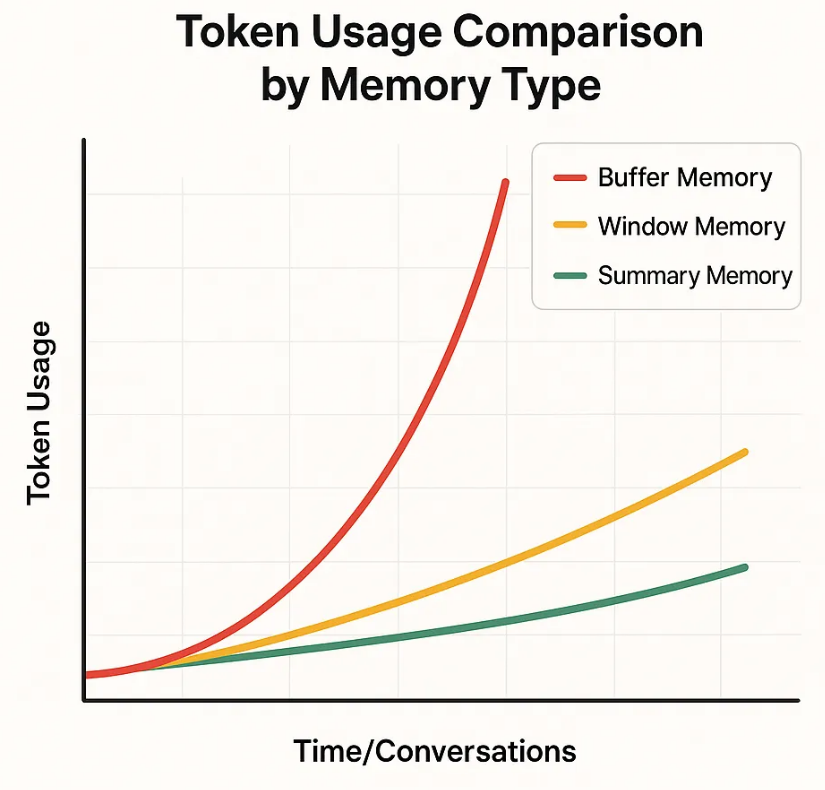 Token Usage Comparison
by Memory Type
Buffer Memory
Window Memory
Summary Memory
Token Usage
Time/Conversations